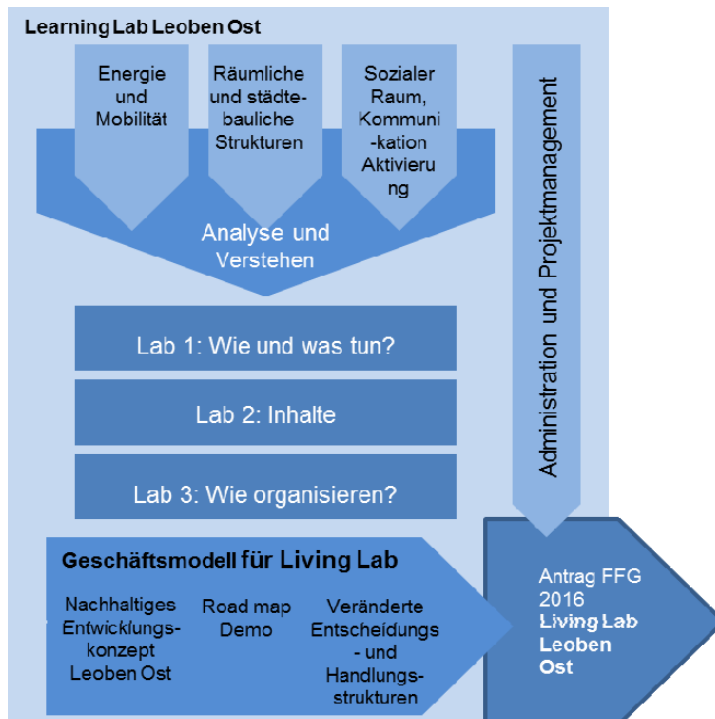 Learning Lab Leoben Ost
Energie
und
Mobilität
Räumliche
und städte-
bauliche
Strukturen
Sozialer
Raum,
Kommuni
-kation
Aktivieru
ng
Analyse und
Verstehen
Lab 1: Wie und was tun?
Lab 2: Inhalte
Lab 3: Wie organisieren?
Administration und Projektmanagement
Geschäftsmodell für Living Lab
Nachhaltiges
Entwicklungs-
konzept
Leoben Ost
Road map
Demo
Veränderte
Entscheidungs
- und
Handlungs-
strukturen
Antrag FFG
2016
Living Lab
Leoben
Ost